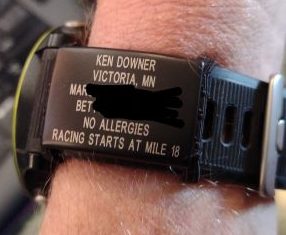 KEN DOWNER
VICTORIA, MN
NO ALLERGIES
RACING STARTS AT MILE 18